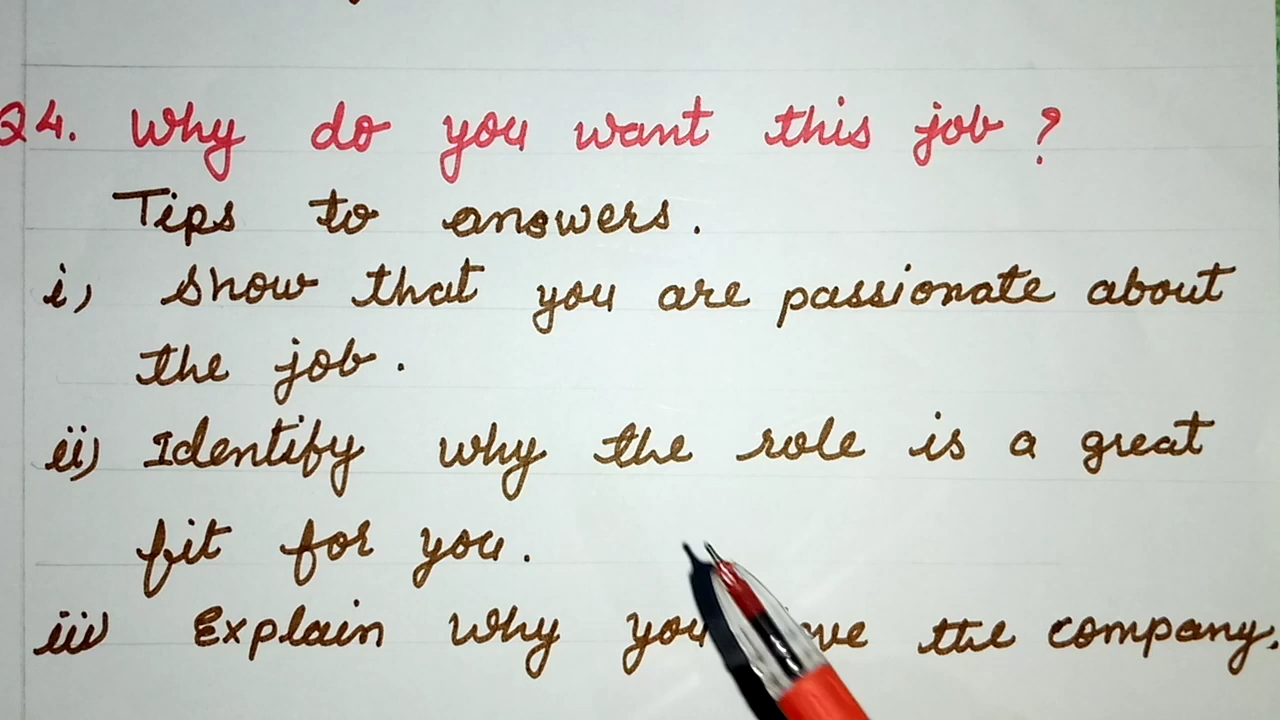 Q4. Why do you want this job?
Tips to answers.
i) Show that you are passionate about
the job.
ii) Identify why the role is a great
fit for you.
iii) Explain why you the company.